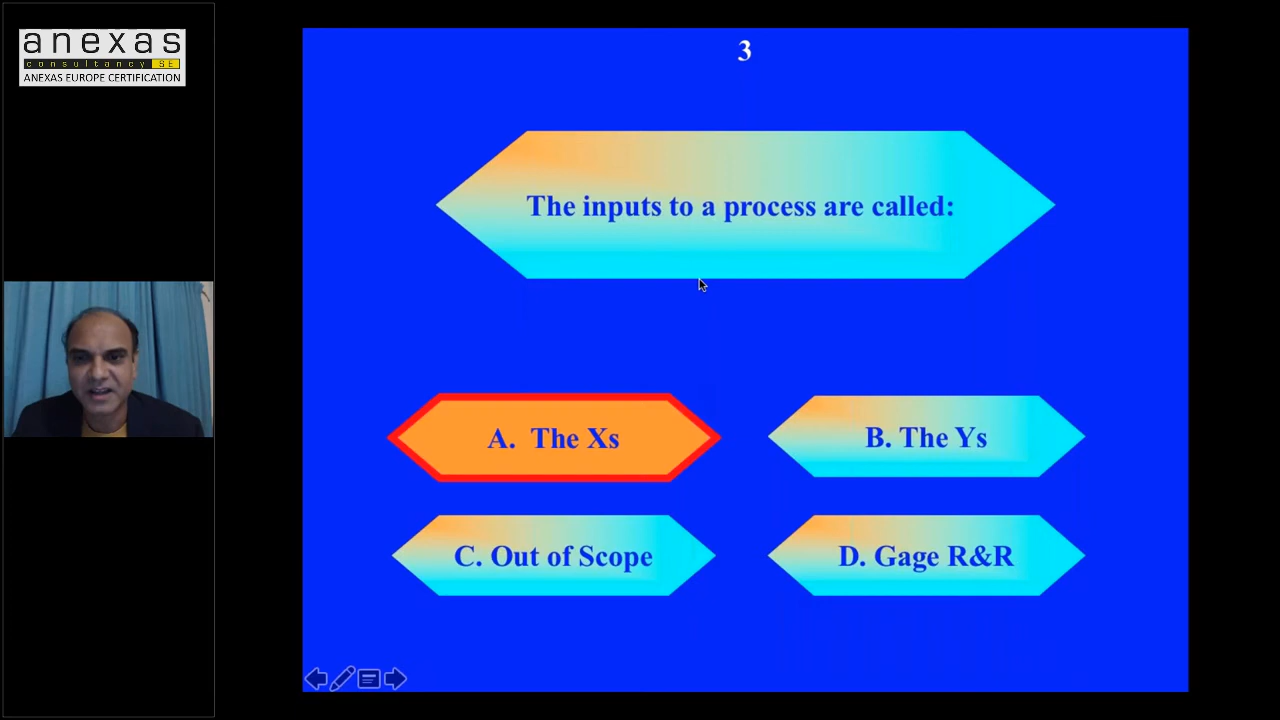 anexas
consultancy SE
ANEXAS EUROPE CERTIFICATION
3
The inputs to a process are called:
A. The Xs
B. The Ys
C. Out of Scope
D. Gage R&R